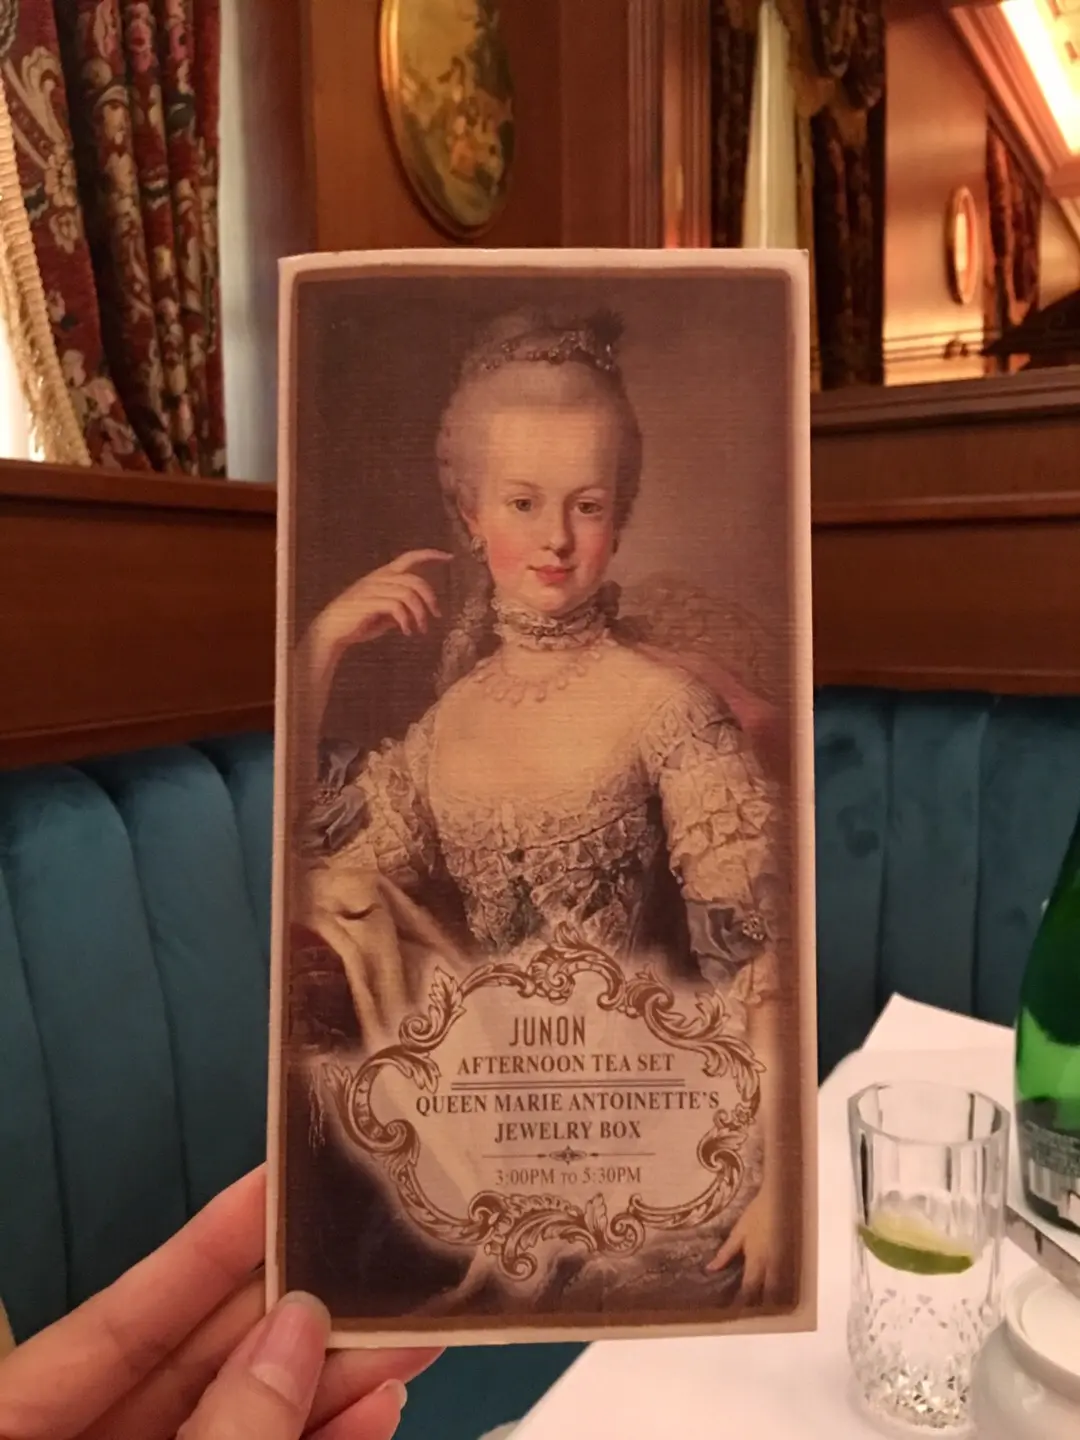 JUNON
AFTERNOON TEA SET
QUEEN MARIE ANTOINETTE'S
JEWELRY BOX
3:00PM TO 5:30PM